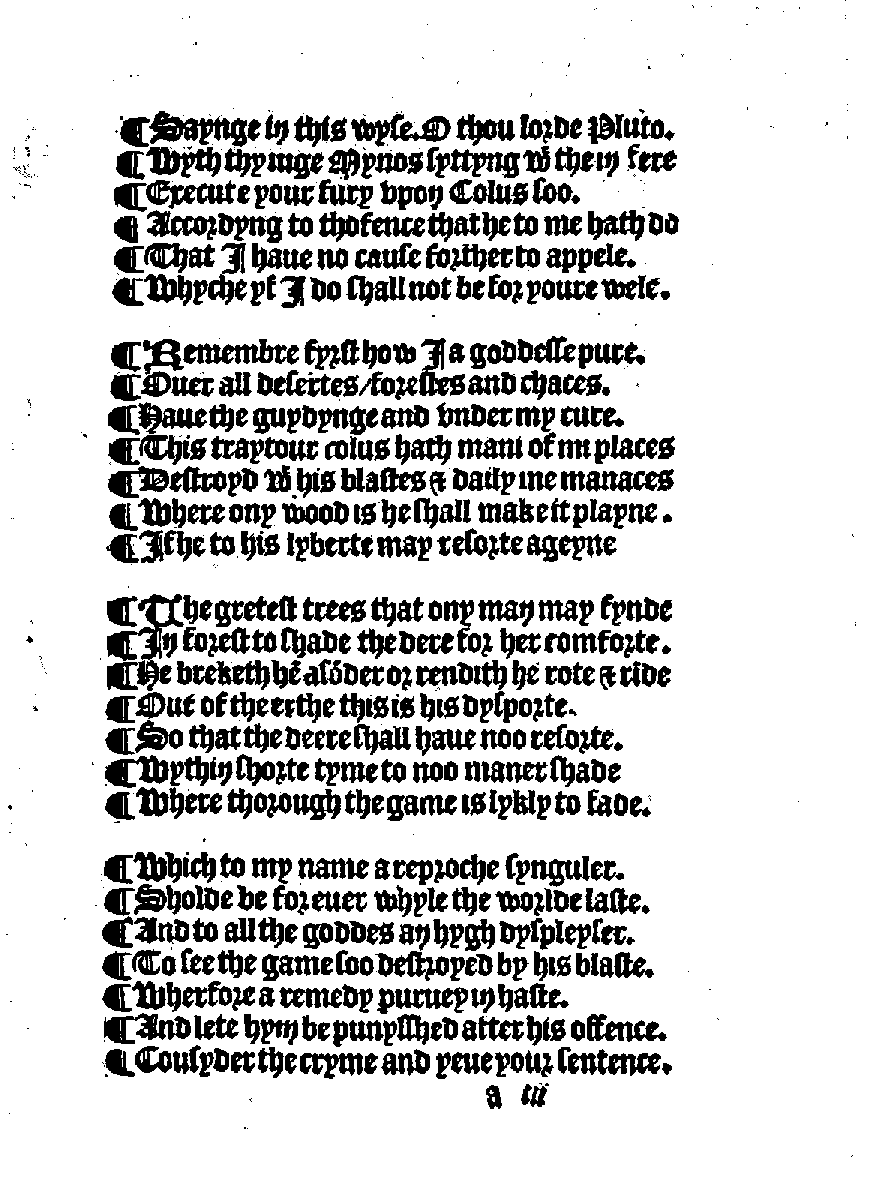 ¶ Saynge in this wyse. O thou lorde Pluto.
¶ Wyth thy iuge Mynos syttyng wͭ the in fere
¶ Execute your fury vpon Colus soo.
¶ Accordyng to thofence that he to me hath do
¶ That I haue no cause forther to appele.
¶ Whyche yf I do shall not be for youre wele.

¶ Remembre fyrst how I a goddesse pure.
¶ Ouer all desertes / forestes and chaces.
¶ Haue the guydynge and vnder my cure.
¶ This traytour colus hath mani of mi places
¶ Destroyd wͭ his blastes & daily me manaces
¶ Where ony wood is he shall make it playne.
¶ If he to his lyberte may resorte ageyne

¶ The gretest trees that ony man may fynde
¶ In forest to shade the dere for her comforte.
¶ He breketh hē asōder or rendith he rote & ride
¶ Out of the erthe this is his dysporte.
¶ So that the deere shall haue noo resorte.
¶ Wythin shorte tyme to noo maner shade
¶ Where thorough the game is lykly to fade.

¶ Which to my name a reproche synguler.
¶ Sholde be for euer whyle the worlde laste.
¶ And to all the goddes an hygh dyspleyser.
¶ To see the game soo destroyed by his blaste.
¶ Wherfore a remedy puruey in haste.
¶ And lete hym be punysshed atter his offence.
¶ Cousyder the cryme and yeue your sentence.
a iii